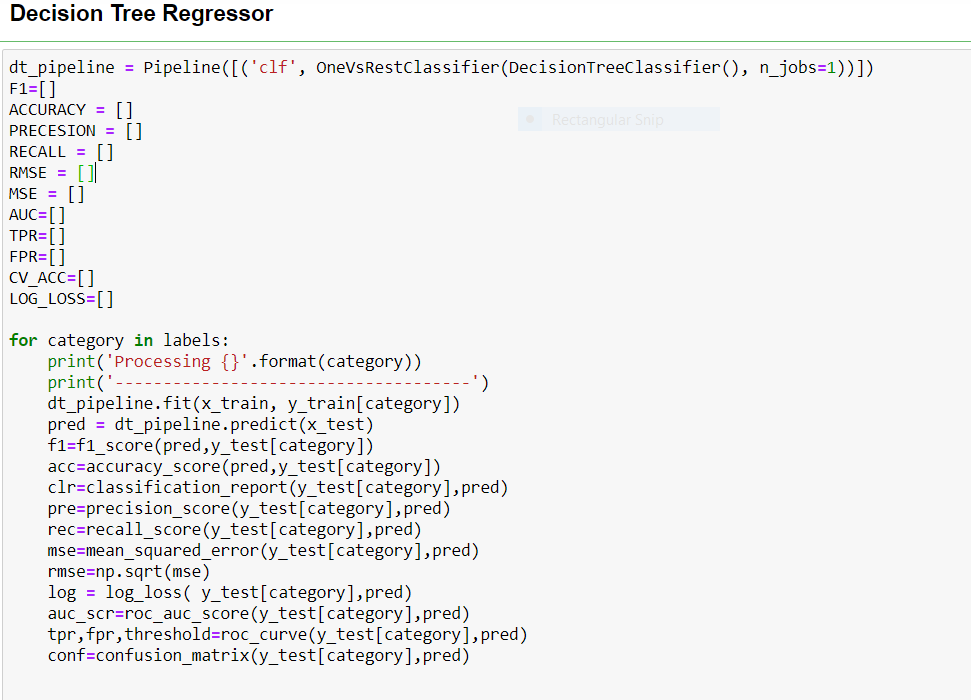 Decision Tree Regressor
dt_pipeline = Pipeline([('clf', OneVsRestClassifier(DecisionTreeClassifier(), n_jobs=1))])
F1=[]
ACCURACY = []
Rectangular Snip
PRECESION = []
RECALL = []
RMSE = []
MSE = []
AUC=[]
TPR=[]
FPR=[]
CV_ACC=[]
LOG_LOSS=[]
for category in labels:
    print('Processing {}'.format(category))
    print('-------------------------------------')
    dt_pipeline.fit(x_train, y_train[category])
    pred = dt_pipeline.predict(x_test)
    f1=f1_score(pred,y_test[category])
    acc=accuracy_score(pred,y_test[category])
    clr=classification_report(y_test[category],pred)
    pre=precision_score(y_test[category],pred)
    rec=recall_score(y_test[category],pred)
    mse=mean_squared_error(y_test[category],pred)
    rmse=np.sqrt(mse)
    log = log_loss( y_test[category],pred)
    auc_scr=roc_auc_score(y_test[category],pred)
    tpr,fpr,threshold=roc_curve(y_test[category],pred)
    conf=confusion_matrix(y_test[category],pred)